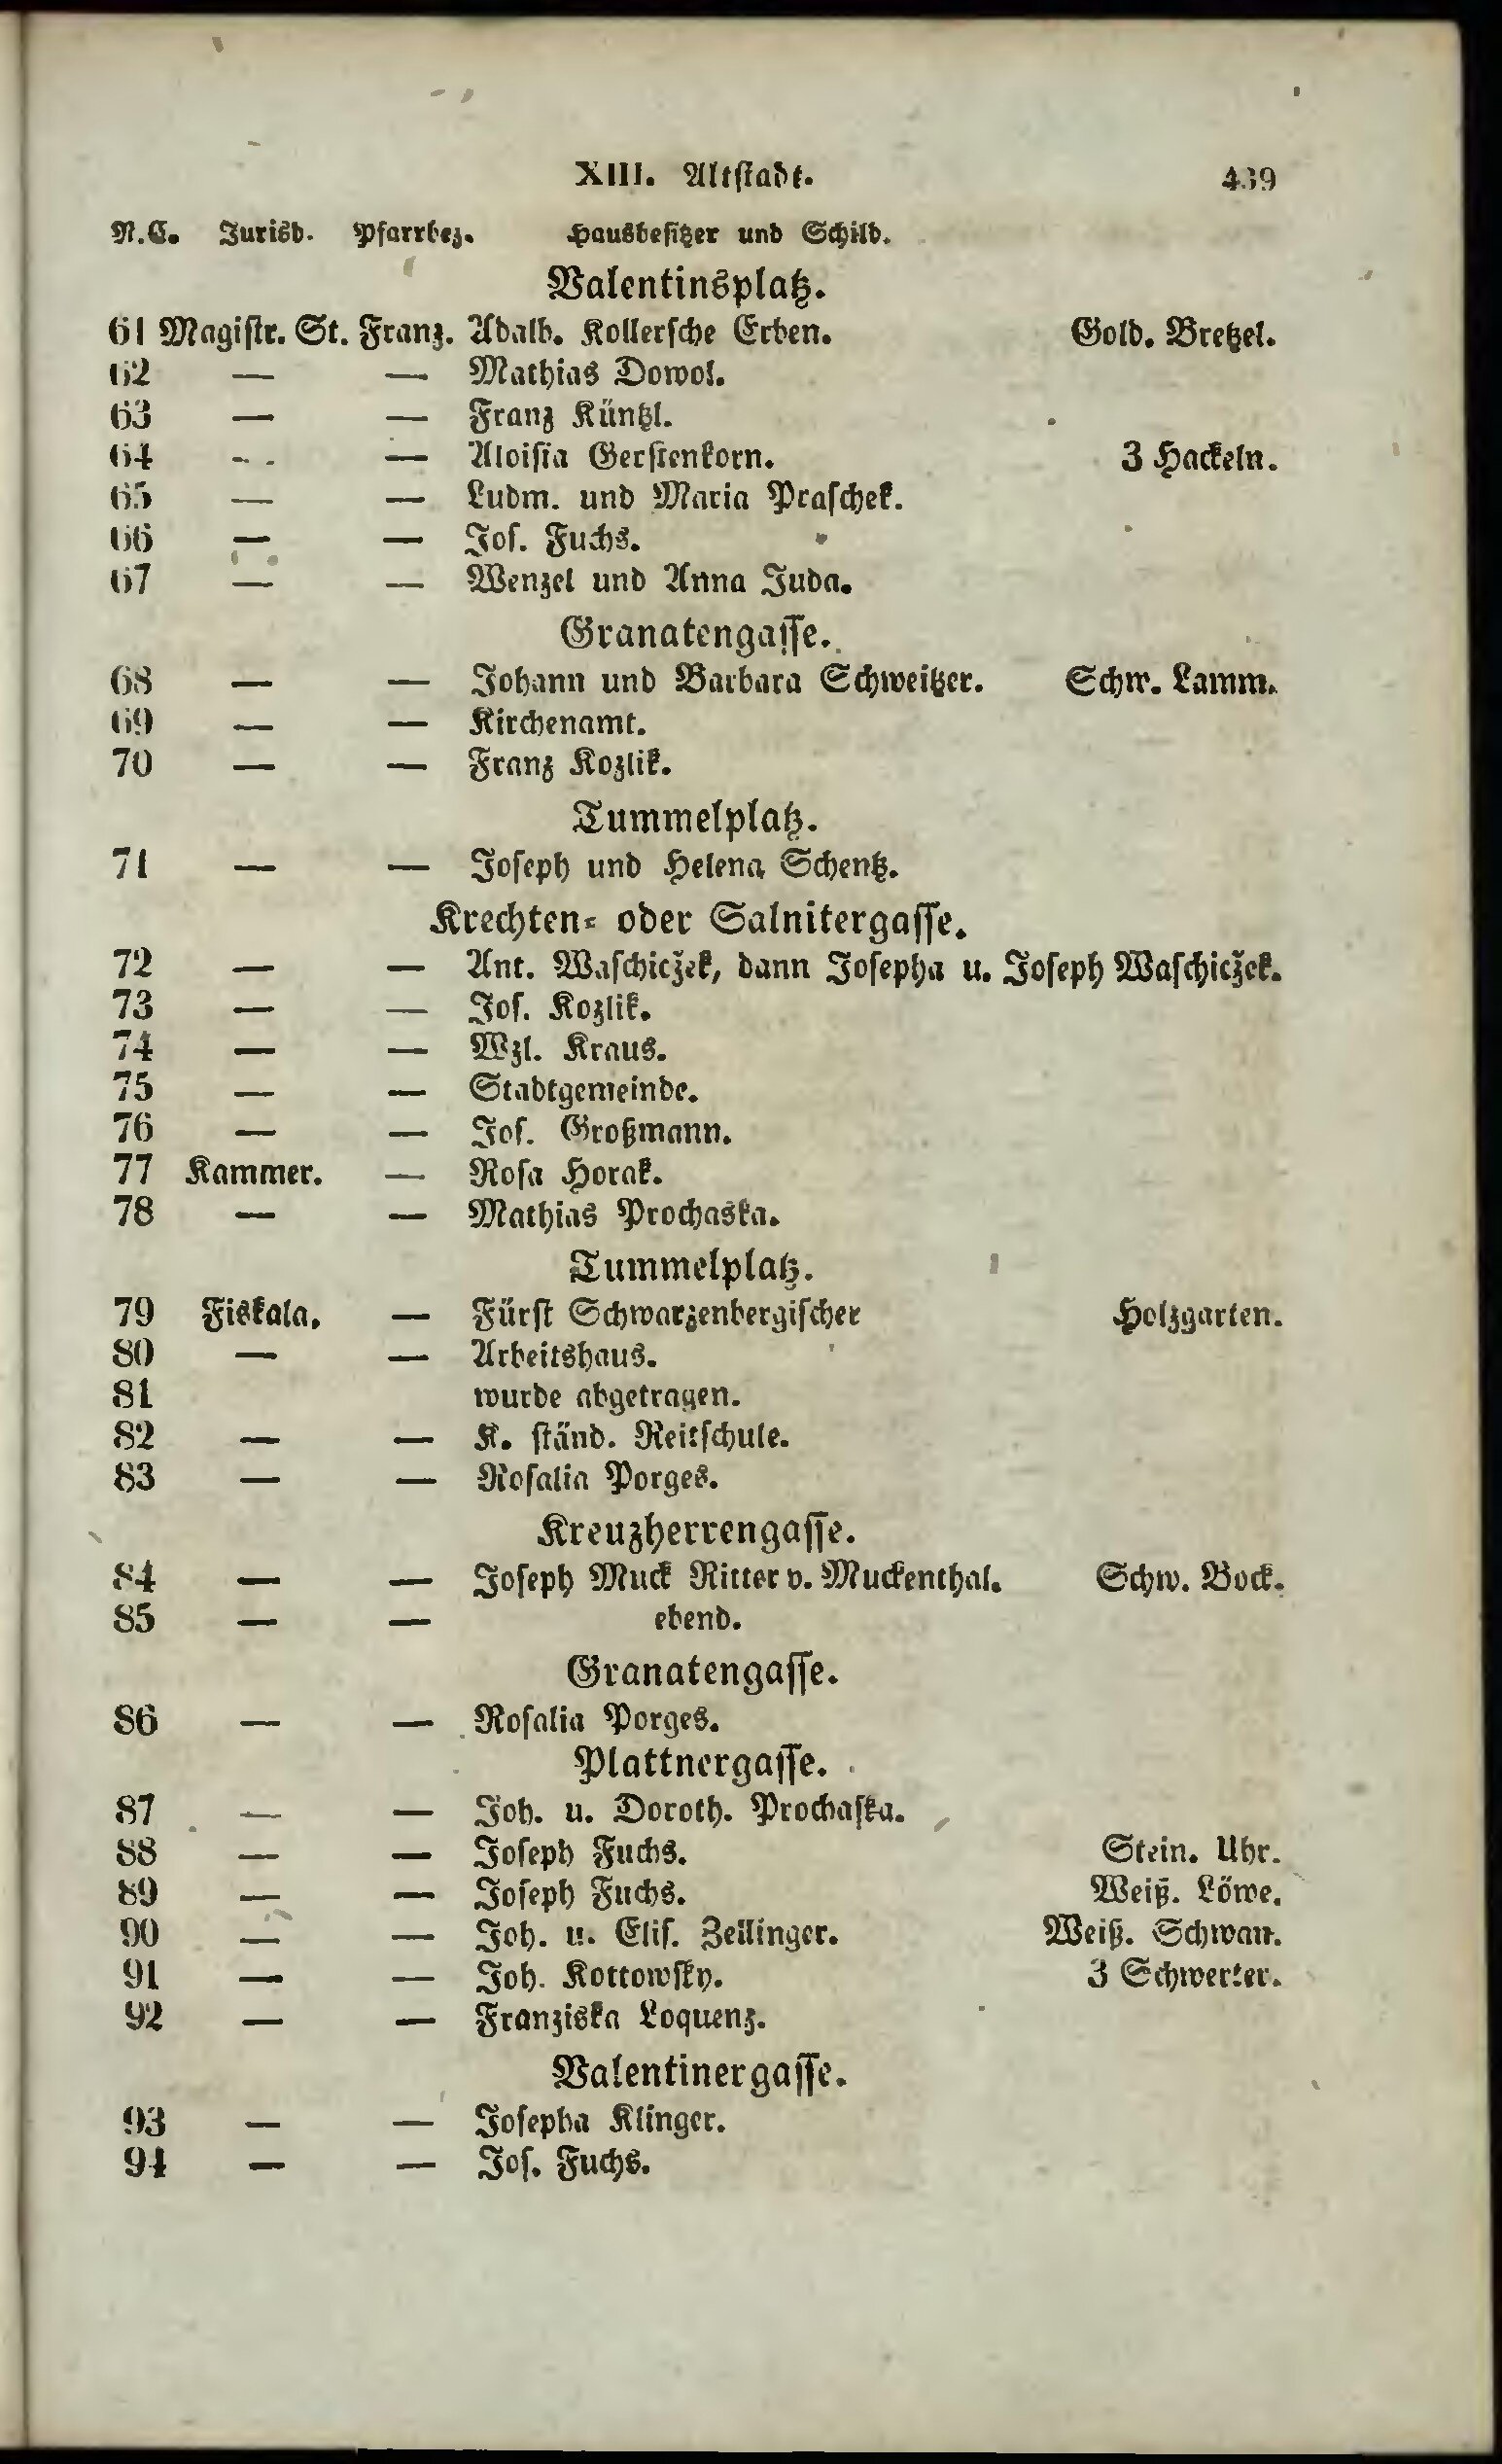 XIII. Altstadt. 439
N.C. Jurisd. Pfarrbez. Hausbesitzer und Schild.
Valentinsplatz.
61 Magistr. St. Franz. Adalb. Kollersche Erben. Gold. Bretzel.
62 — — Mathias Dowol.
63 — — Franz Küntzl.
64 — — Aloisia Gerstenkorn. 3 Hackeln.
65 — — Ludm. und Maria Praschek.
66 — — Jos. Fuchs.
67 — — Wenzel und Anna Juda.
Granatengasse.
68 — — Johann und Barbara Schweitzer. Schw. Lamm.
69 — — Kirchenamt.
70 — — Franz Kozlik.
Tummelplatz.
71 — — Joseph und Helena Schentz.
Krechten- oder Salnitergasse.
72 — — Ant. Waschiczek, dann Josepha u. Joseph Waschiczek.
73 — — Jos. Kozlik.
74 — — Wzl. Kraus.
75 — — Stadtgemeinde.
76 — — Jos. Großmann.
77 Kammer. — Rosa Horak.
78 — — Mathias Prochaska.
Tummelplatz.
79 Fiskala. — Fürst Schwarzenbergischer Holzgarten.
80 — — Arbeitshaus.
81 wurde abgetragen.
82 — — K. ständ. Reitschule.
83 — — Rosalia Porges.
Kreuzherrengasse.
84 — — Joseph Muck Ritter v. Muckenthal. Schw. Bock.
85 — — ebend.
Granatengasse.
86 — — Rosalia Porges.
Plattnergasse.
87 — — Joh. u. Doroth. Prochaska.
88 — — Joseph Fuchs. Stein. Uhr.
89 — — Joseph Fuchs. Weiß. Löwe.
90 — — Joh. u. Elis. Zeilinger. Weiß. Schwan.
91 — — Joh. Kottowsky. 3 Schwerter.
92 — — Franziska Loquenz.
Valentinergasse.
93 — — Josepha Klinger.
94 — — Jos. Fuchs.